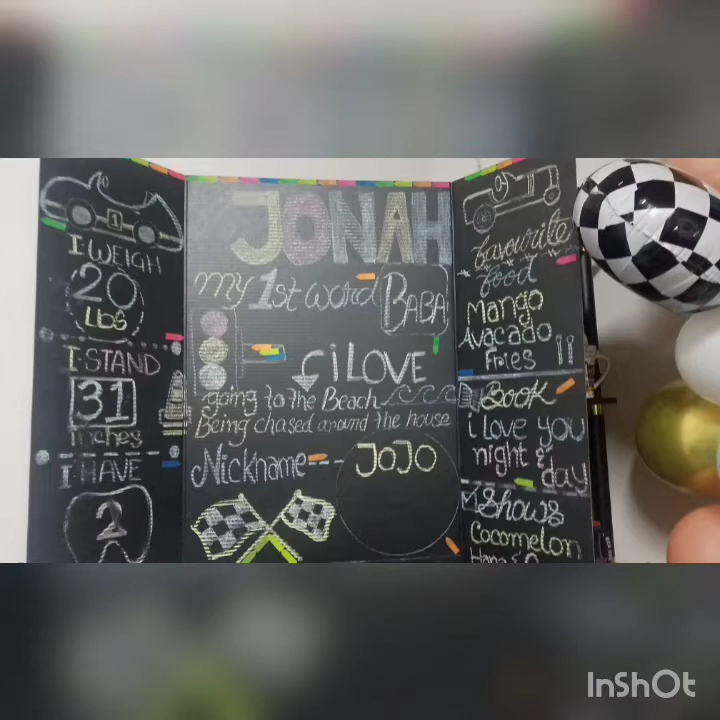 I WEIGH
20
Lbs
I STAND
31
inches
I HAVE
2
JONAH
my 1st word BABA
i LOVE
going to the Beach
Being chased around the house
Nickname--- JoJo
favourite
food
Mango
Avacado
Fries
Book
i Love you
night &
day
Shows
Cocomelon
1
InShOt